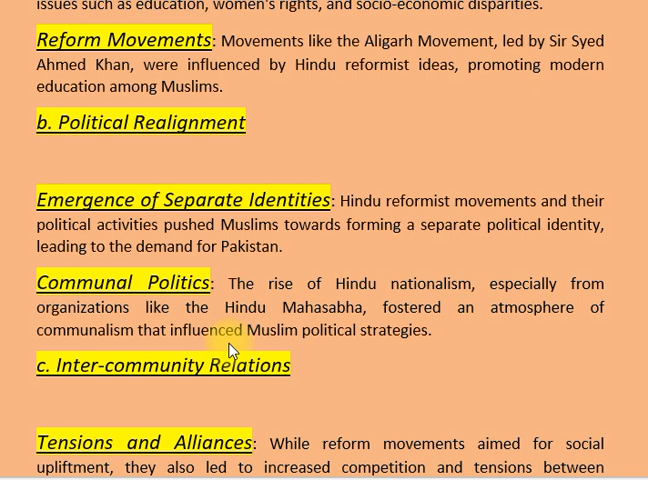 issues such as education, women's rights, and socio-economic disparities.
Reform Movements: Movements like the Aligarh Movement, led by Sir Syed
Ahmed Khan, were influenced by Hindu reformist ideas, promoting modern
education among Muslims.
b. Political Realignment
Emergence of Separate Identities: Hindu reformist movements and their
political activities pushed Muslims towards forming a separate political identity,
leading to the demand for Pakistan.
Communal Politics: The rise of Hindu nationalism, especially from
organizations like the Hindu Mahasabha, fostered an atmosphere of
communalism that influenced Muslim political strategies.
c. Inter-community Relations
Tensions and Alliances: While reform movements aimed for social
upliftment, they also led to increased competition and tensions between